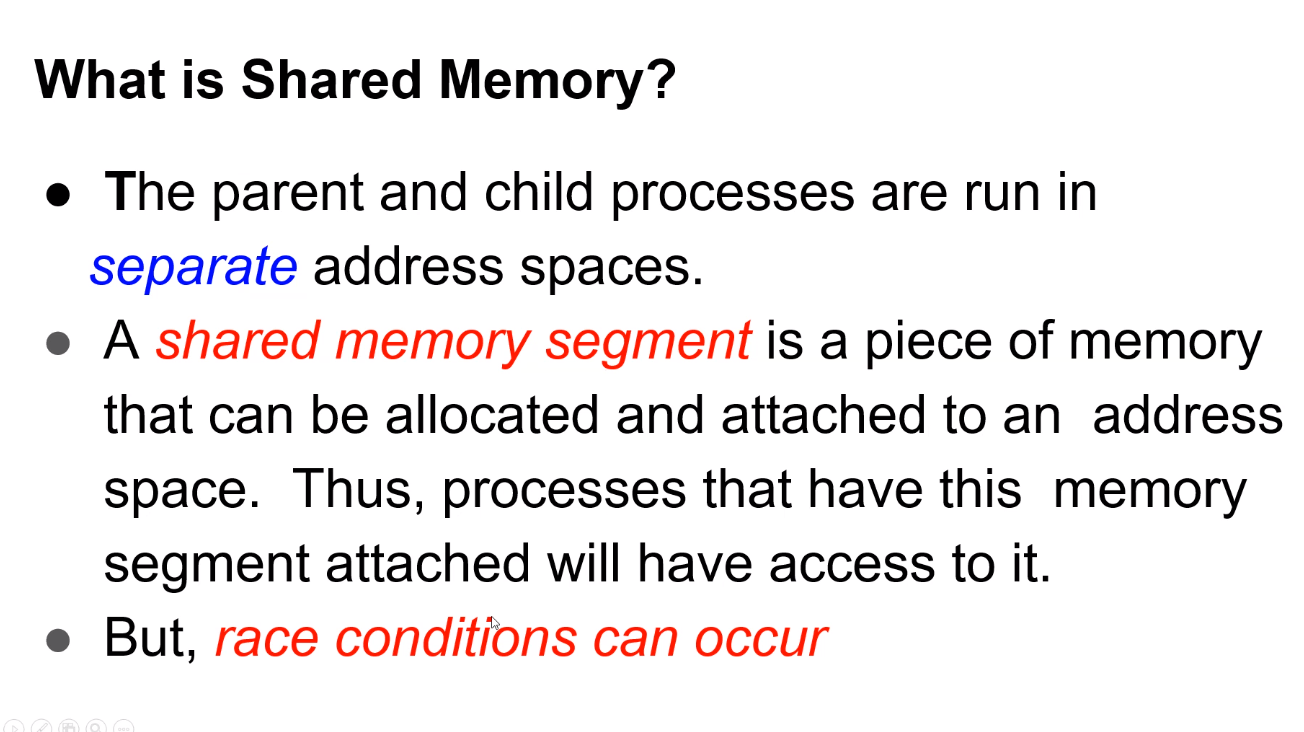 What is Shared Memory?
● The parent and child processes are run in
separate address spaces.
● A shared memory segment is a piece of memory
that can be allocated and attached to an  address
space.  Thus, processes that have this  memory
segment attached will have access to it.
● But, race conditions can occur